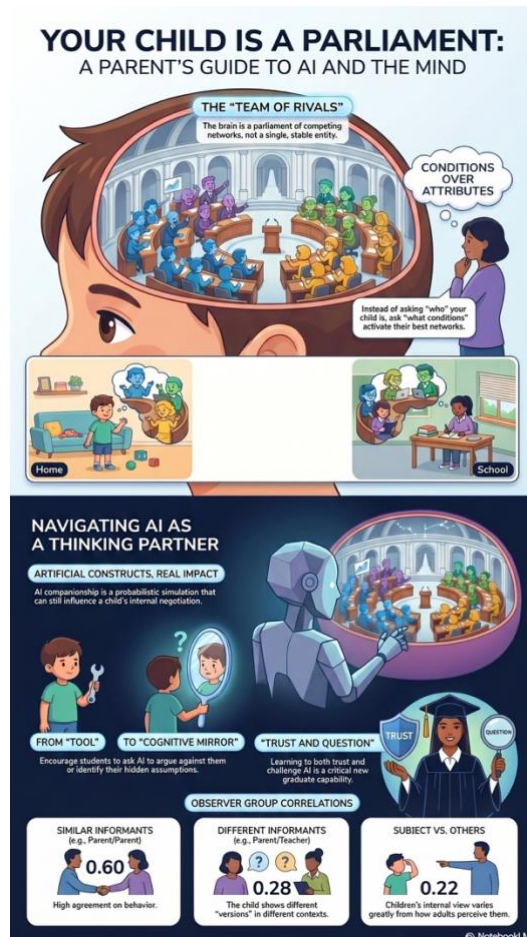 YOUR CHILD IS A PARLIAMENT:
A PARENT'S GUIDE TO AI AND THE MIND
THE "TEAM OF RIVALS"
The brain is a parliament of competing
networks, not a single, stable entity.
CONDITIONS
OVER
ATTRIBUTES
Instead of asking "who" your
child is, ask "what conditions"
activate their best networks.
Home
School
NAVIGATING AI AS
A THINKING PARTNER
ARTIFICIAL CONSTRUCTS, REAL IMPACT
AI companionship is a probabilistic simulation that
can still influence a child's internal negotiation.
?
FROM "TOOL"
TO "COGNITIVE MIRROR"
Encourage students to ask AI to argue against them
or identify their hidden assumptions.
"TRUST AND QUESTION"
Learning to both trust and
challenge AI is a critical new
graduate capability.
TRUST
QUESTION
OBSERVER GROUP CORRELATIONS
SIMILAR INFORMANTS
(e.g., Parent/Parent)
0.60
High agreement on behavior.
DIFFERENT INFORMANTS
(e.g., Parent/Teacher)
? ?
0.28
The child shows different
"versions" in different contexts.
SUBJECT VS. OTHERS
0.22
Children's internal view varies
greatly from how adults perceive them.
© NotebookLM